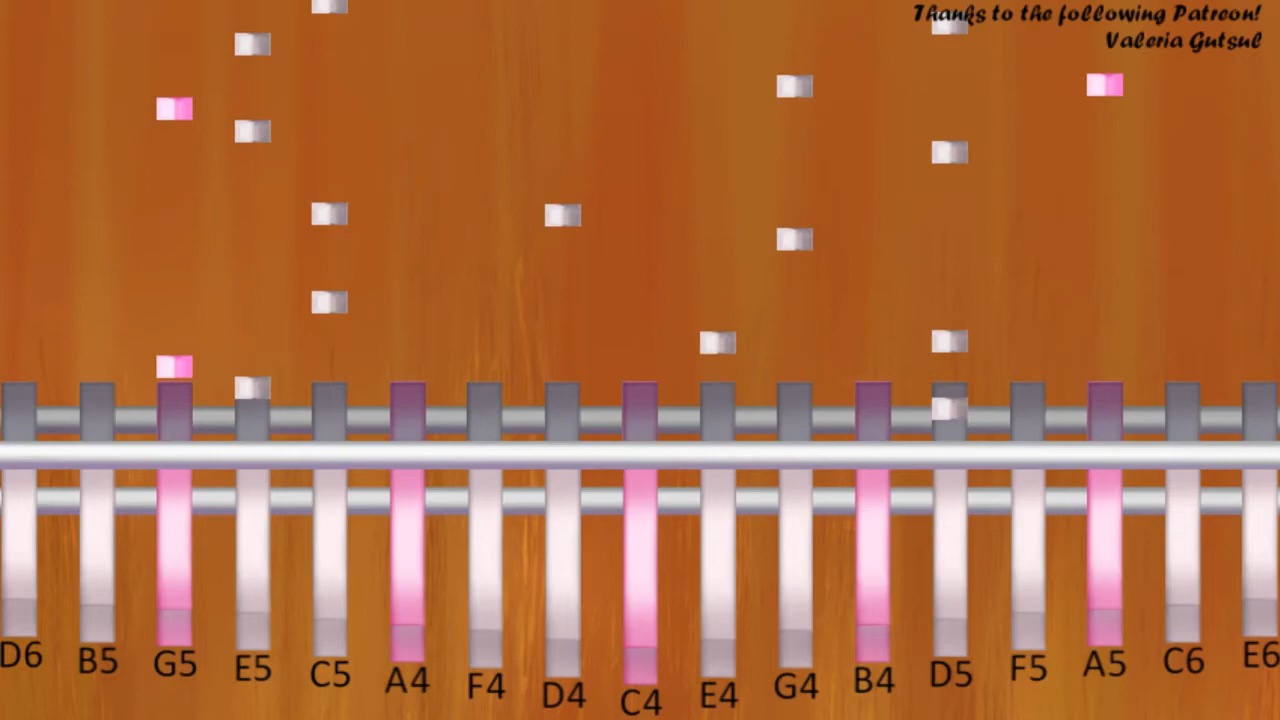 Thanks to the following Patreon!
Valeria Gutsul
D6 B5 G5 E5 C5 A4 F4 D4 C4 E4 G4 B4 D5 F5 A5 C6 E6